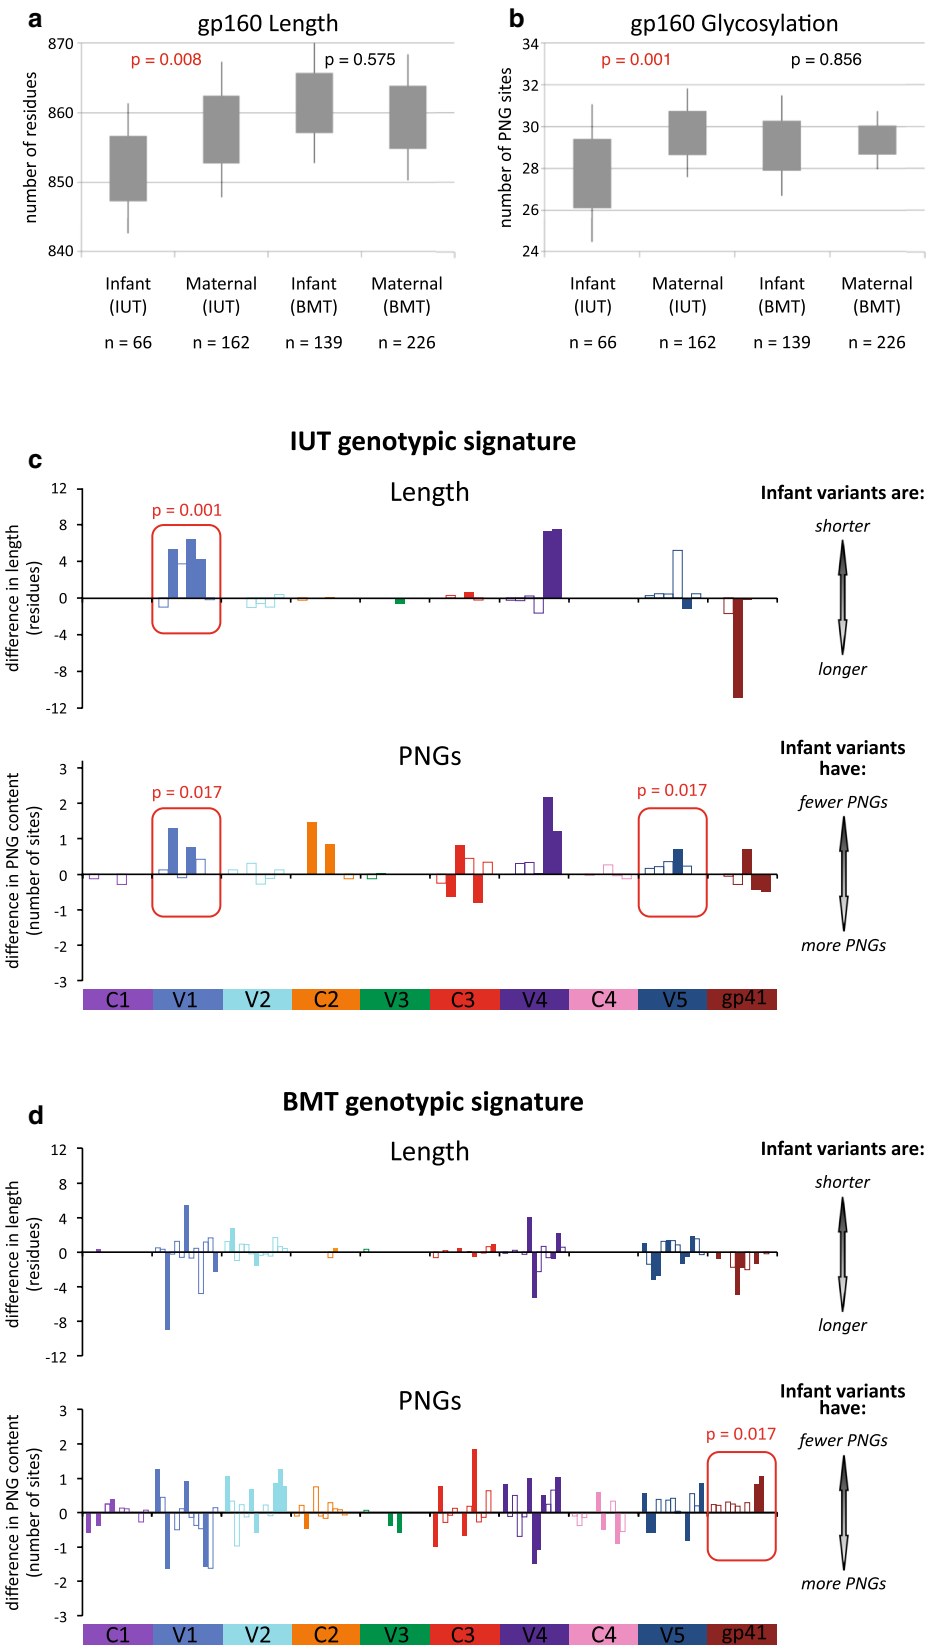 a
gp160 Length
number of residues
870
860
850
840
p = 0.008
p = 0.575
Infant (IUT)
Maternal (IUT)
Infant (BMT)
Maternal (BMT)
n = 66
n = 162
n = 139
n = 226
b
gp160 Glycosylation
number of PNG sites
34
32
30
28
26
24
p = 0.001
p = 0.856
Infant (IUT)
Maternal (IUT)
Infant (BMT)
Maternal (BMT)
n = 66
n = 162
n = 139
n = 226
IUT genotypic signature
c
Length
difference in length
(residues)
12
8
4
0
-4
-8
-12
p = 0.001
Infant variants are:
shorter
longer
PNGs
difference in PNG content
(number of sites)
3
2
1
0
-1
-2
-3
p = 0.017
p = 0.017
Infant variants
have:
fewer PNGs
more PNGs
C1 V1 V2 C2 V3 C3 V4 C4 V5 gp41
BMT genotypic signature
d
Length
difference in length
(residues)
12
8
4
0
-4
-8
-12
Infant variants are:
shorter
longer
PNGs
difference in PNG content
(number of sites)
3
2
1
0
-1
-2
-3
p = 0.017
Infant variants
have:
fewer PNGs
more PNGs
C1 V1 V2 C2 V3 C3 V4 C4 V5 gp41